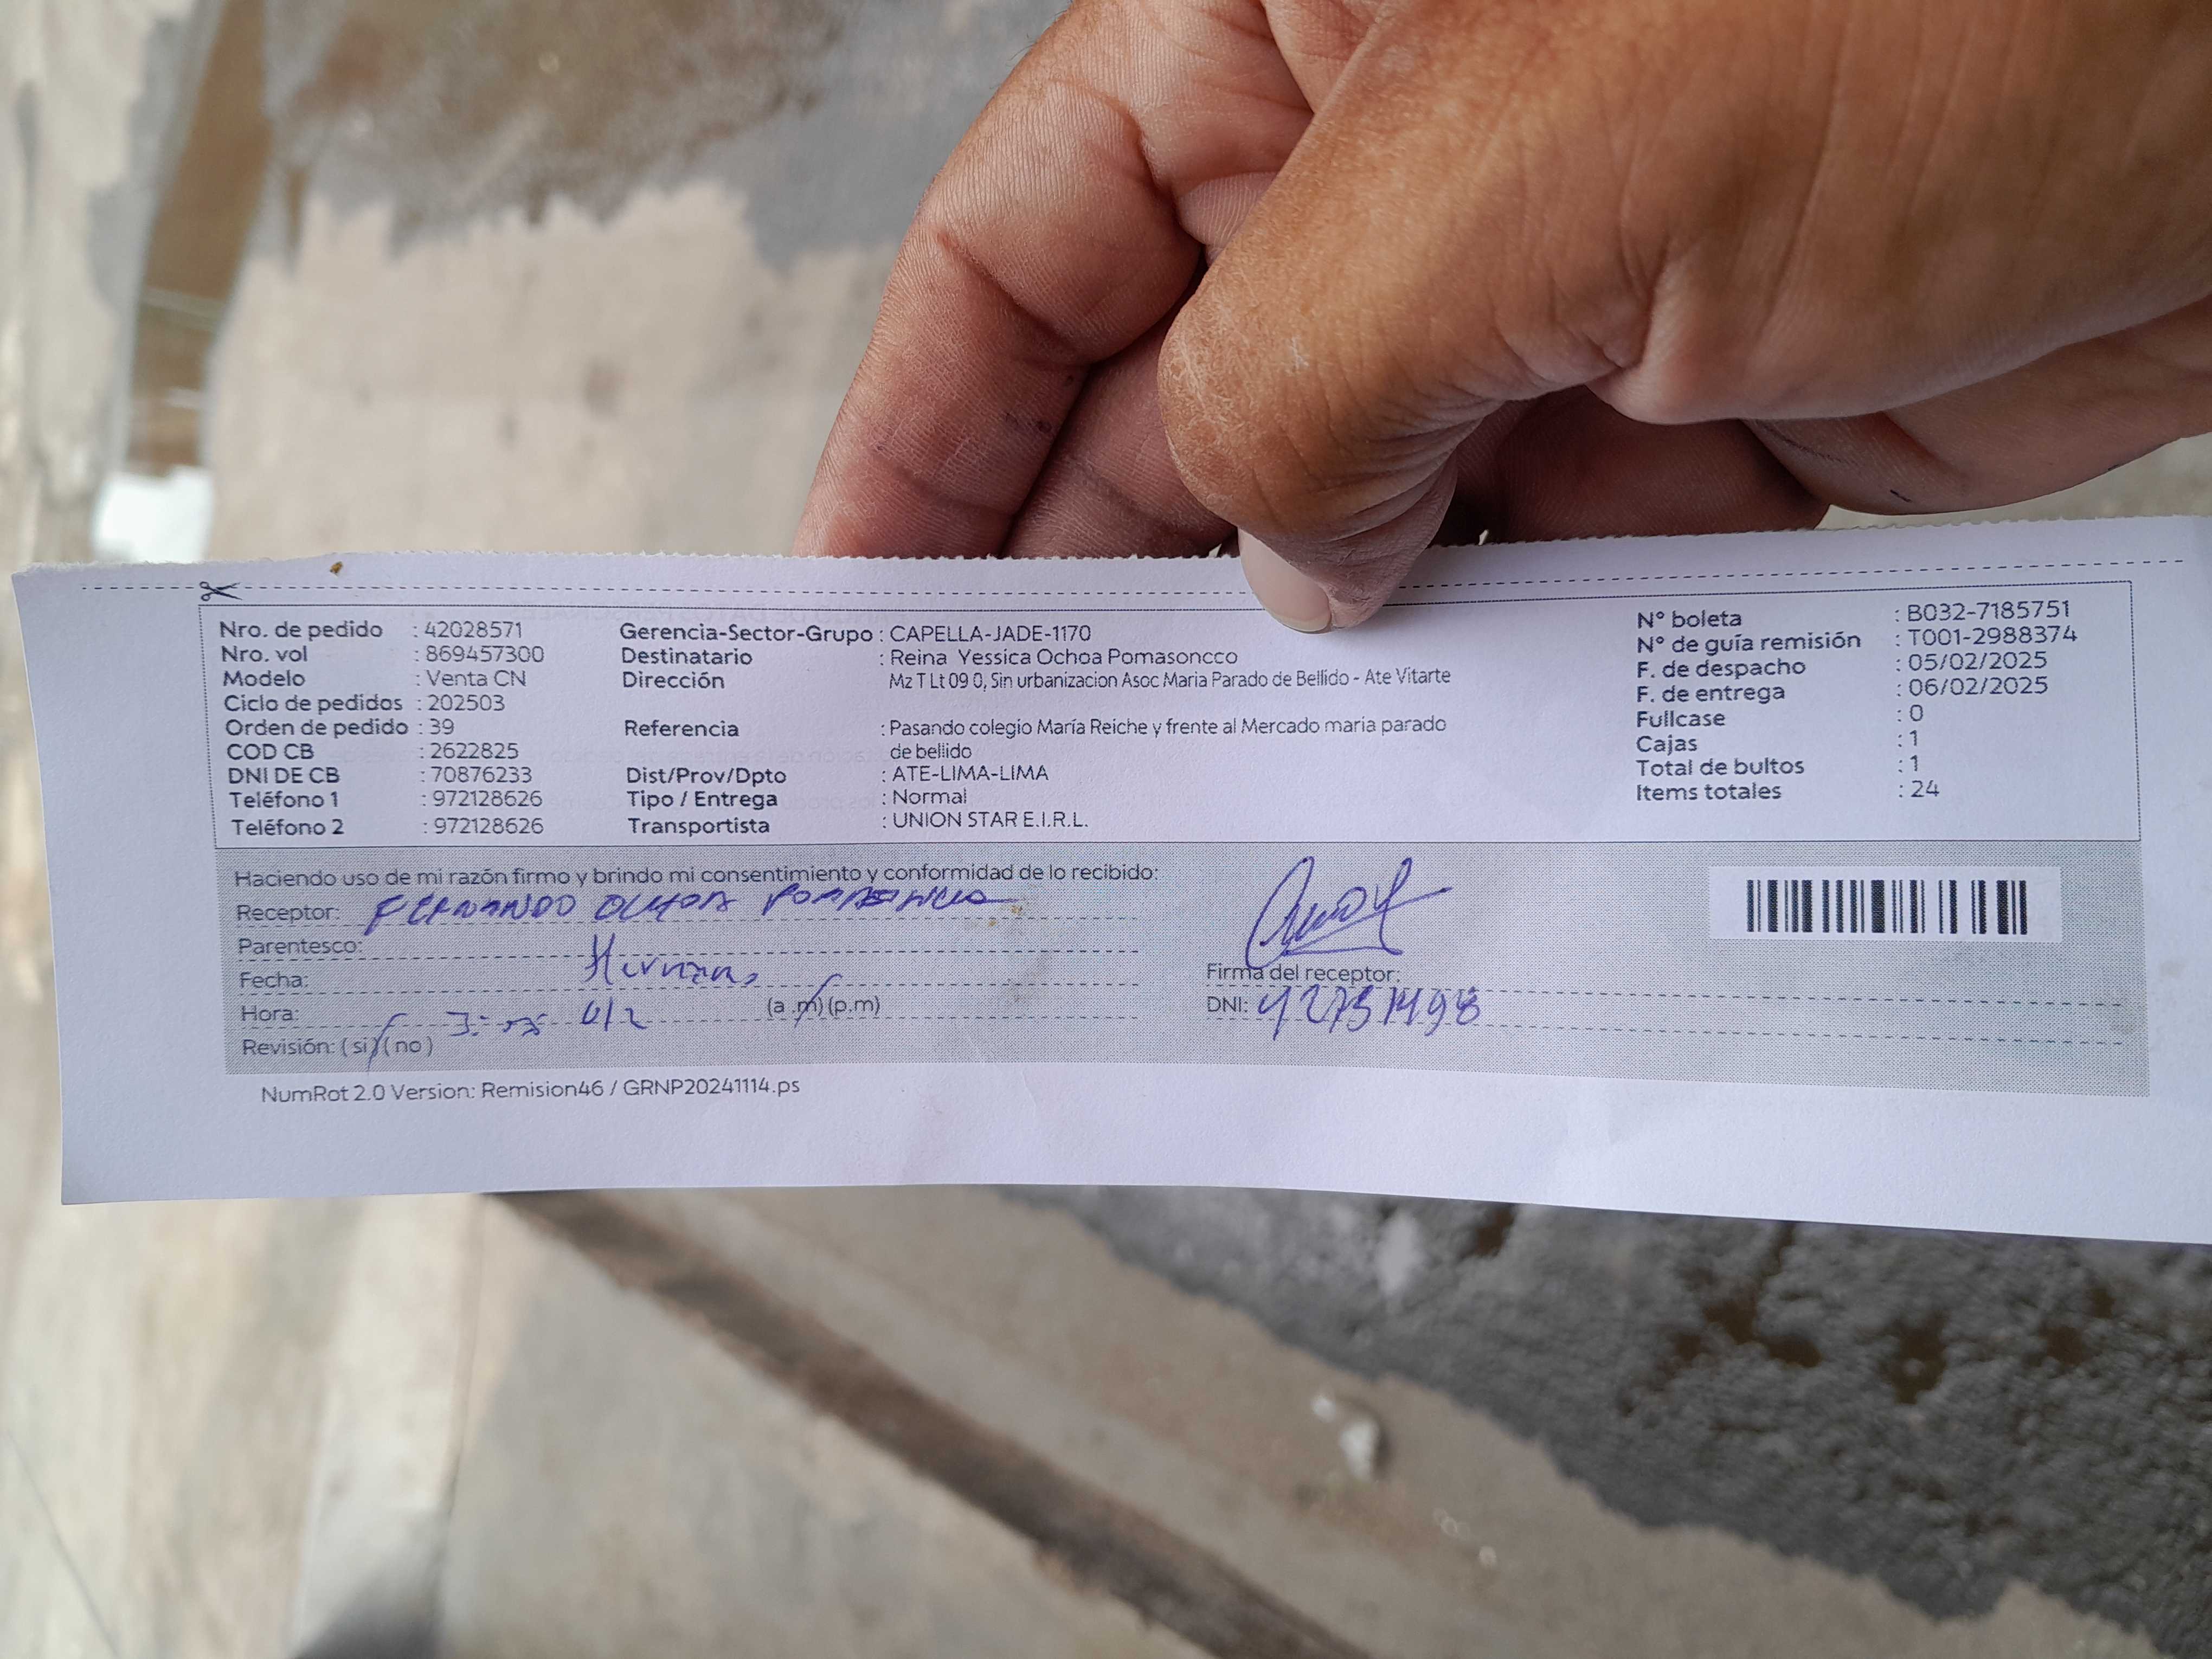 Nro. de pedido : 42028571
Nro. vol : 869457300
Modelo : Venta CN
Ciclo de pedidos : 202503
Orden de pedido : 39
COD CB : 2622825
DNI DE CB : 70876233
Teléfono 1 : 972128626
Teléfono 2 : 972128626
Gerencia-Sector-Grupo : CAPELLA-JADE-1170
Destinatario : Reina Yessica Ochoa Pomasoncco
Dirección Mz T Lt 09 0, Sin urbanizacion Asoc Maria Parado de Bellido - Ate Vitarte
Referencia : Pasando colegio María Reiche y frente al Mercado maria parado
de bellido
Dist/Prov/Dpto : ATE-LIMA-LIMA
Tipo / Entrega : Normal
Transportista : UNION STAR E.I.R.L.
Nº boleta : B032-7185751
Nº de guía remisión : T001-2988374
F. de despacho : 05/02/2025
F. de entrega : 06/02/2025
Fullcase : 0
Cajas : 1
Total de bultos : 1
Items totales : 24
Haciendo uso de mi razón firmo y brindo mi consentimiento y conformidad de lo recibido:
Receptor: FERNANDO OCHOA
Parentesco:
Hermano
Fecha:
Hora: (a.m) (p.m)
Revisión: (si) (no)
Firma del receptor:
DNI: 42751498
NumRot 2.0 Version: Remision46 / GRNP20241114.ps